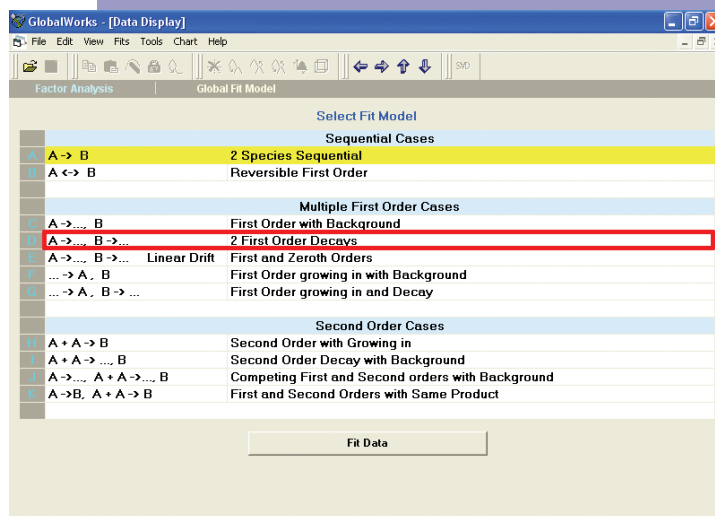 GlobalWorks - [Data Display]
File Edit View Fits Tools Chart Help
SVD
Factor Analysis | Global Fit Model
Select Fit Model
Sequential Cases
A A -> B 2 Species Sequential
B A <-> B Reversible First Order
Multiple First Order Cases
C A ->..., B First Order with Background
D A ->..., B ->... 2 First Order Decays
E A ->..., B ->... Linear Drift First and Zeroth Orders
F ... -> A , B First Order growing in with Background
G ... -> A , B -> ... First Order growing in and Decay
Second Order Cases
H A + A -> B Second Order with Growing in
I A + A -> ..., B Second Order Decay with Background
J A ->..., A + A ->..., B Competing First and Second orders with Background
K A ->B, A + A -> B First and Second Orders with Same Product
Fit Data